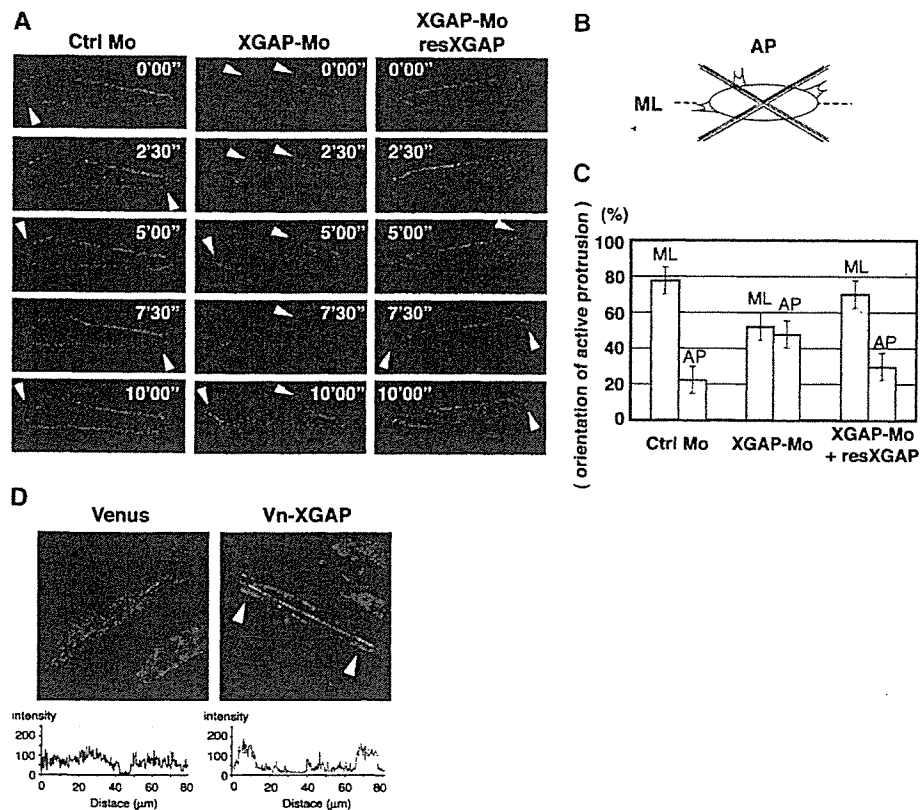 A
Ctrl Mo
XGAP-Mo
XGAP-Mo
resXGAP
0'00"
0'00"
0'00"
2'30"
2'30"
2'30"
5'00"
5'00"
5'00"
7'30"
7'30"
7'30"
10'00"
10'00"
10'00"
B
AP
ML
C
(%)
( orientation of active protrusion )
100
80
60
40
20
0
ML
AP
ML
AP
ML
AP
Ctrl Mo
XGAP-Mo
XGAP-Mo
+ resXGAP
D
Venus
Vn-XGAP
intensity
200
100
0
0 20 40 60 80
Distace (μm)
intensity
200
100
0
0 20 40 60 80
Distace (μm)